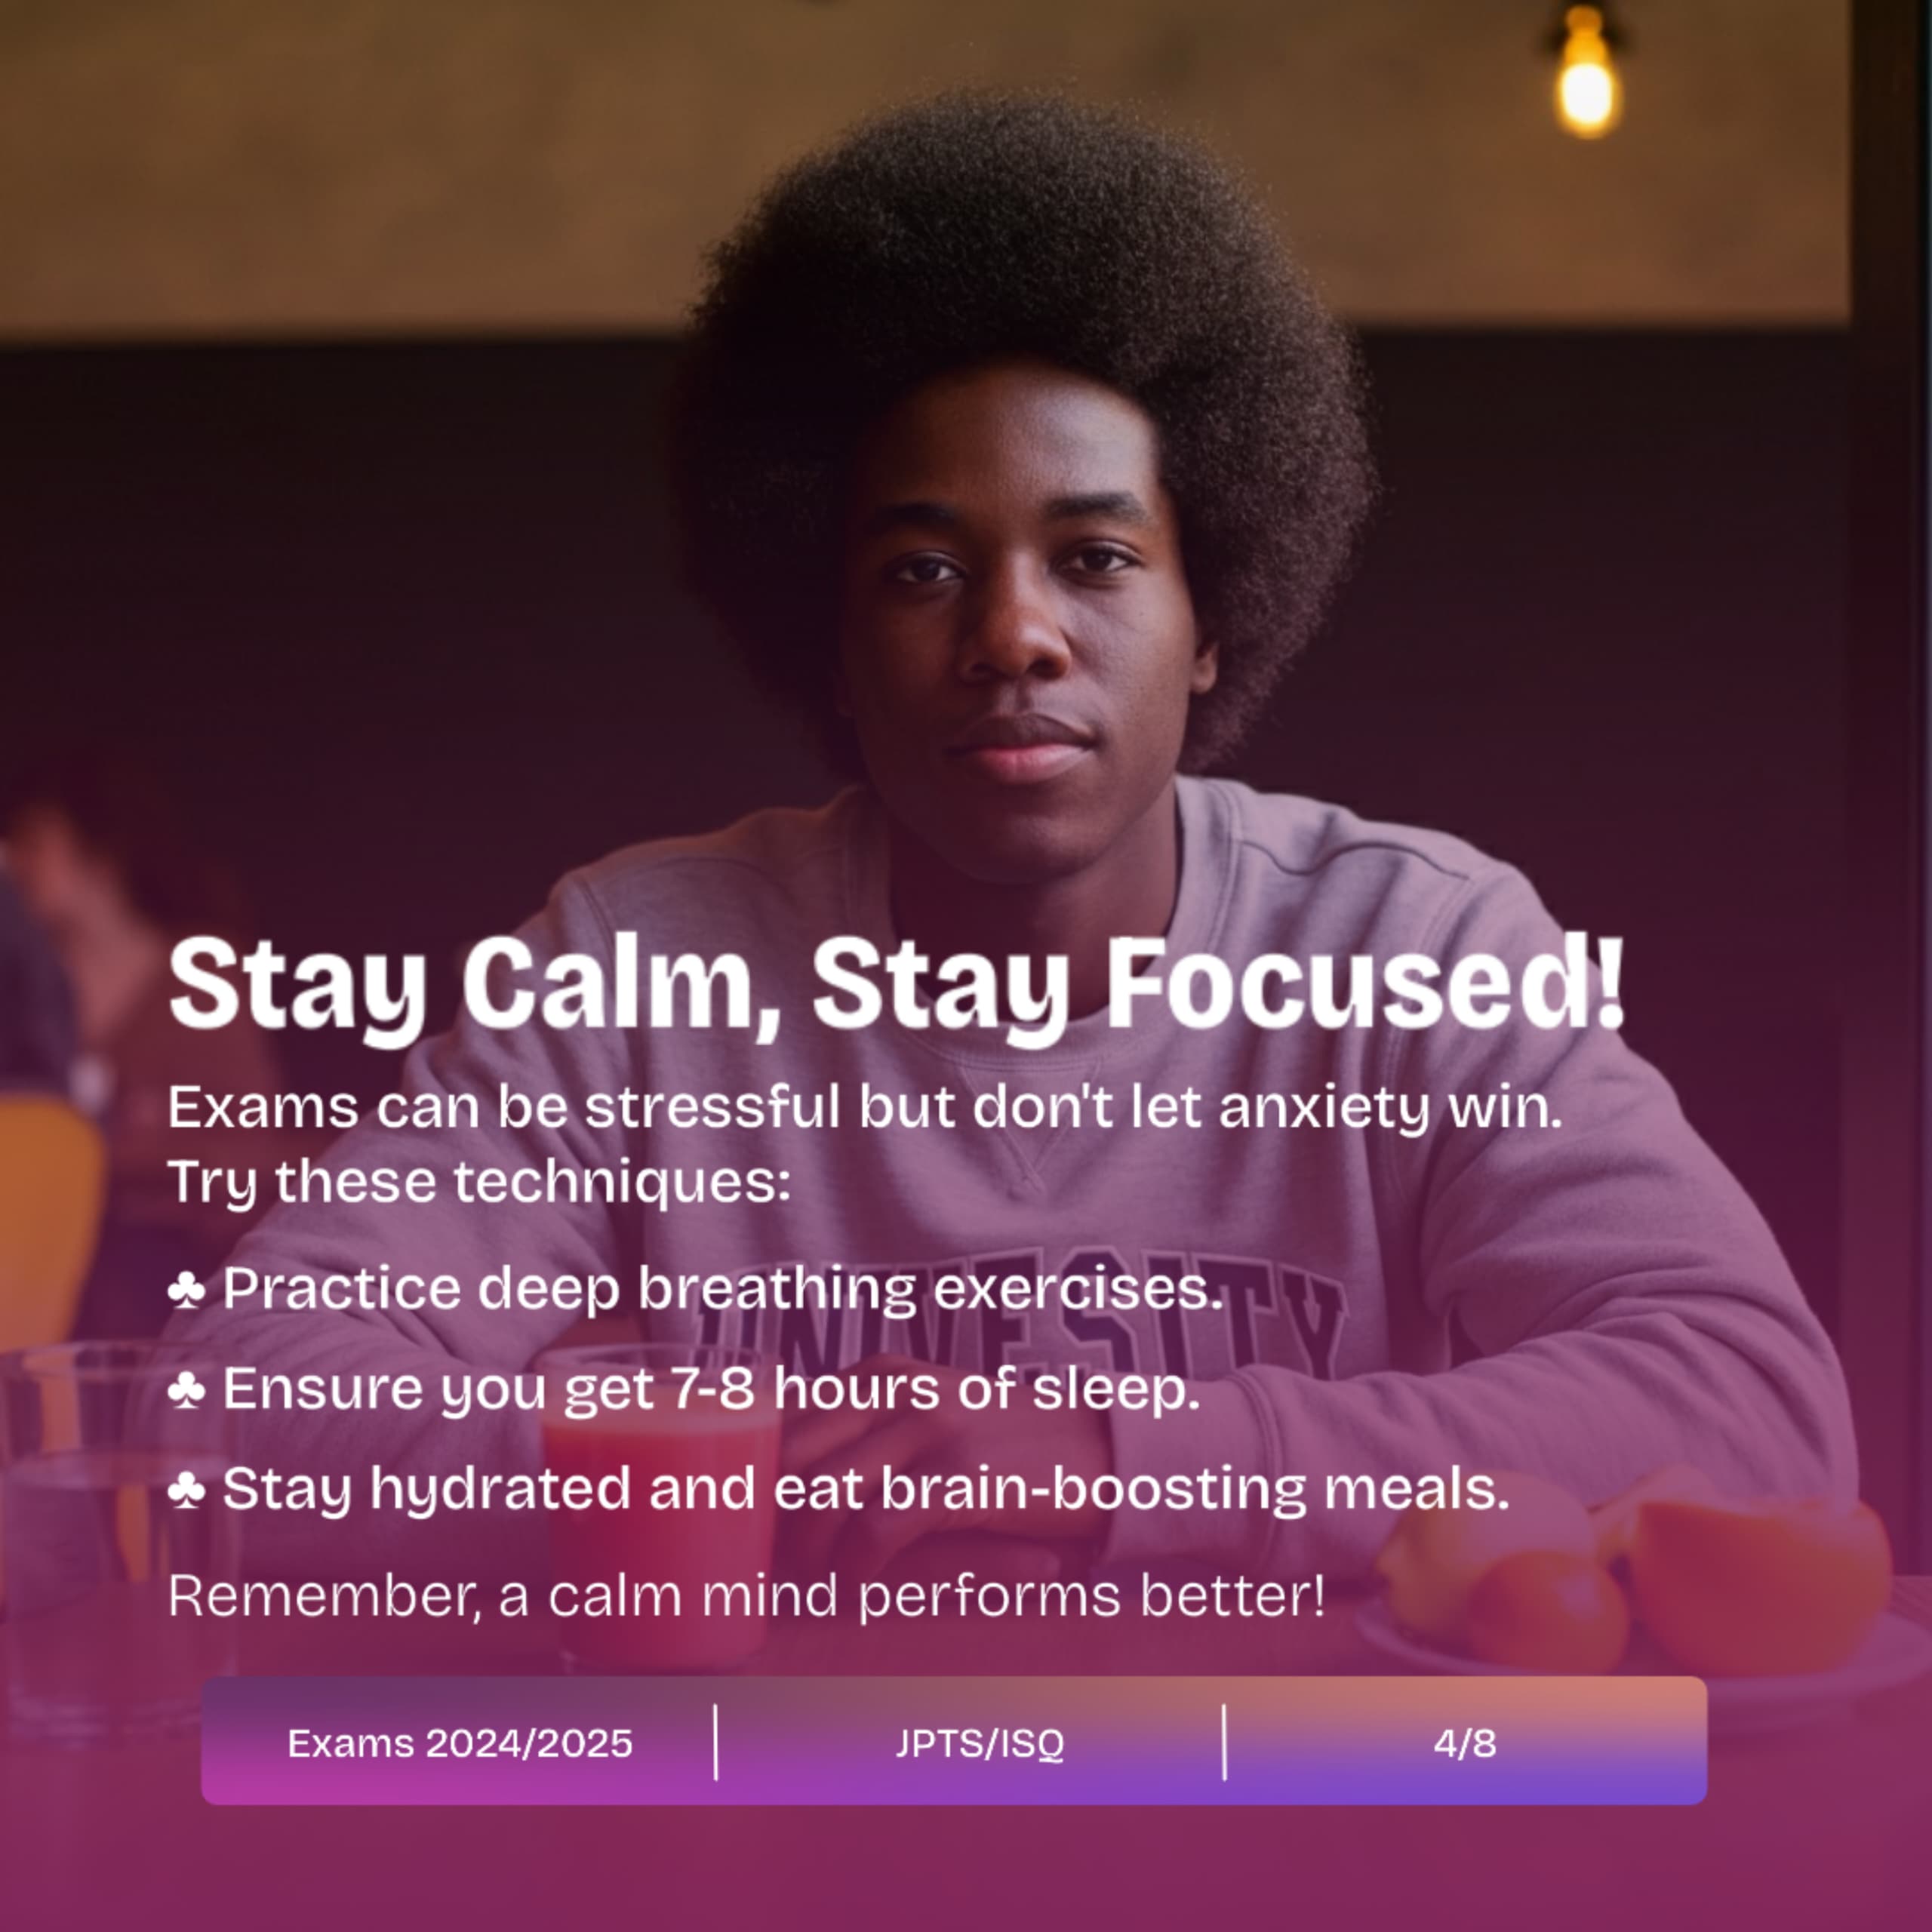 Stay Calm, Stay Focused!
Exams can be stressful but don't let anxiety win.
Try these techniques:
♣ Practice deep breathing exercises.
UNIVESITY
♣ Ensure you get 7-8 hours of sleep.
♣ Stay hydrated and eat brain-boosting meals.
Remember, a calm mind performs better!
Exams 2024/2025 | JPTS/ISQ | 4/8